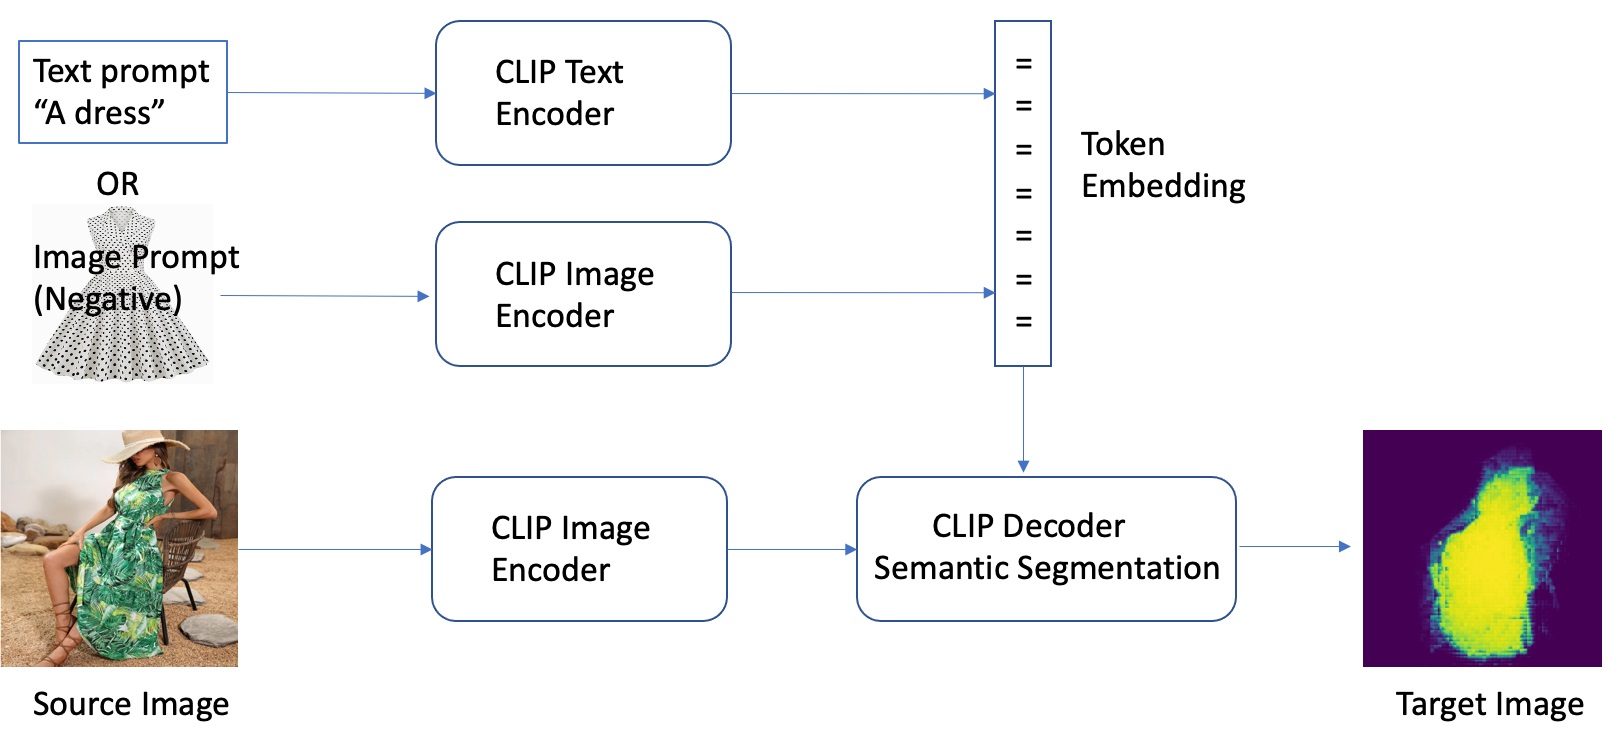 Text prompt
“A dress”
OR
Image Prompt
(Negative)
CLIP Text
Encoder
CLIP Image
Encoder
=
=
=
=
=
=
=
Token
Embedding
CLIP Image
Encoder
CLIP Decoder
Semantic Segmentation
Source Image
Target Image